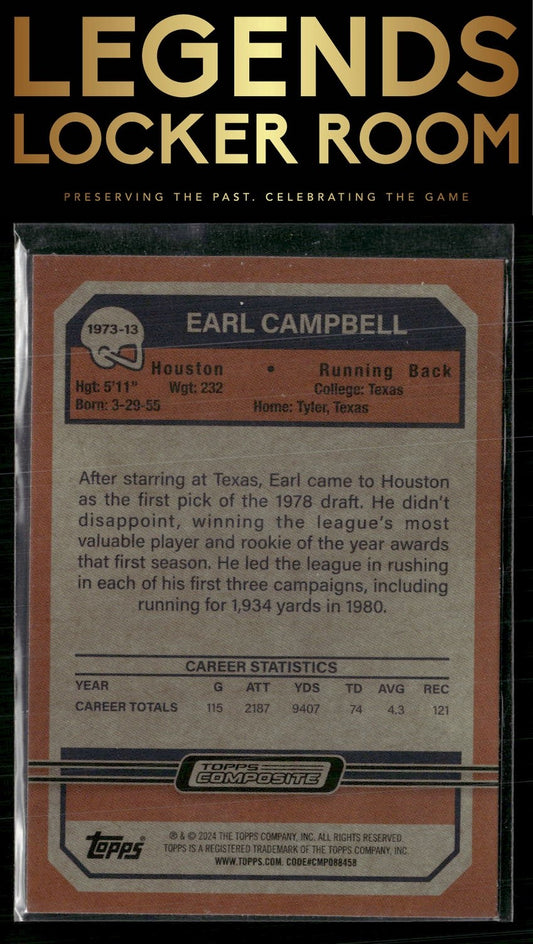 LEGENDS
LOCKER ROOM
PRESERVING THE PAST. CELEBRATING THE GAME
1973-13
EARL CAMPBELL
Houston • Running Back
Hgt: 5'11" Wgt: 232 College: Texas
Born: 3-29-55 Home: Tyler, Texas
After starring at Texas, Earl came to Houston
as the first pick of the 1978 draft. He didn't
disappoint, winning the league's most
valuable player and rookie of the year awards
that first season. He led the league in rushing
in each of his first three campaigns, including
running for 1,934 yards in 1980.
CAREER STATISTICS
YEAR G ATT YDS TD AVG REC
CAREER TOTALS 115 2187 9407 74 4.3 121
TOPPS
COMPOSITE
topps®
® & © 2024 THE TOPPS COMPANY, INC. ALL RIGHTS RESERVED.
TOPPS IS A REGISTERED TRADEMARK OF THE TOPPS COMPANY, INC.
WWW.TOPPS.COM. CODE#CMP088458